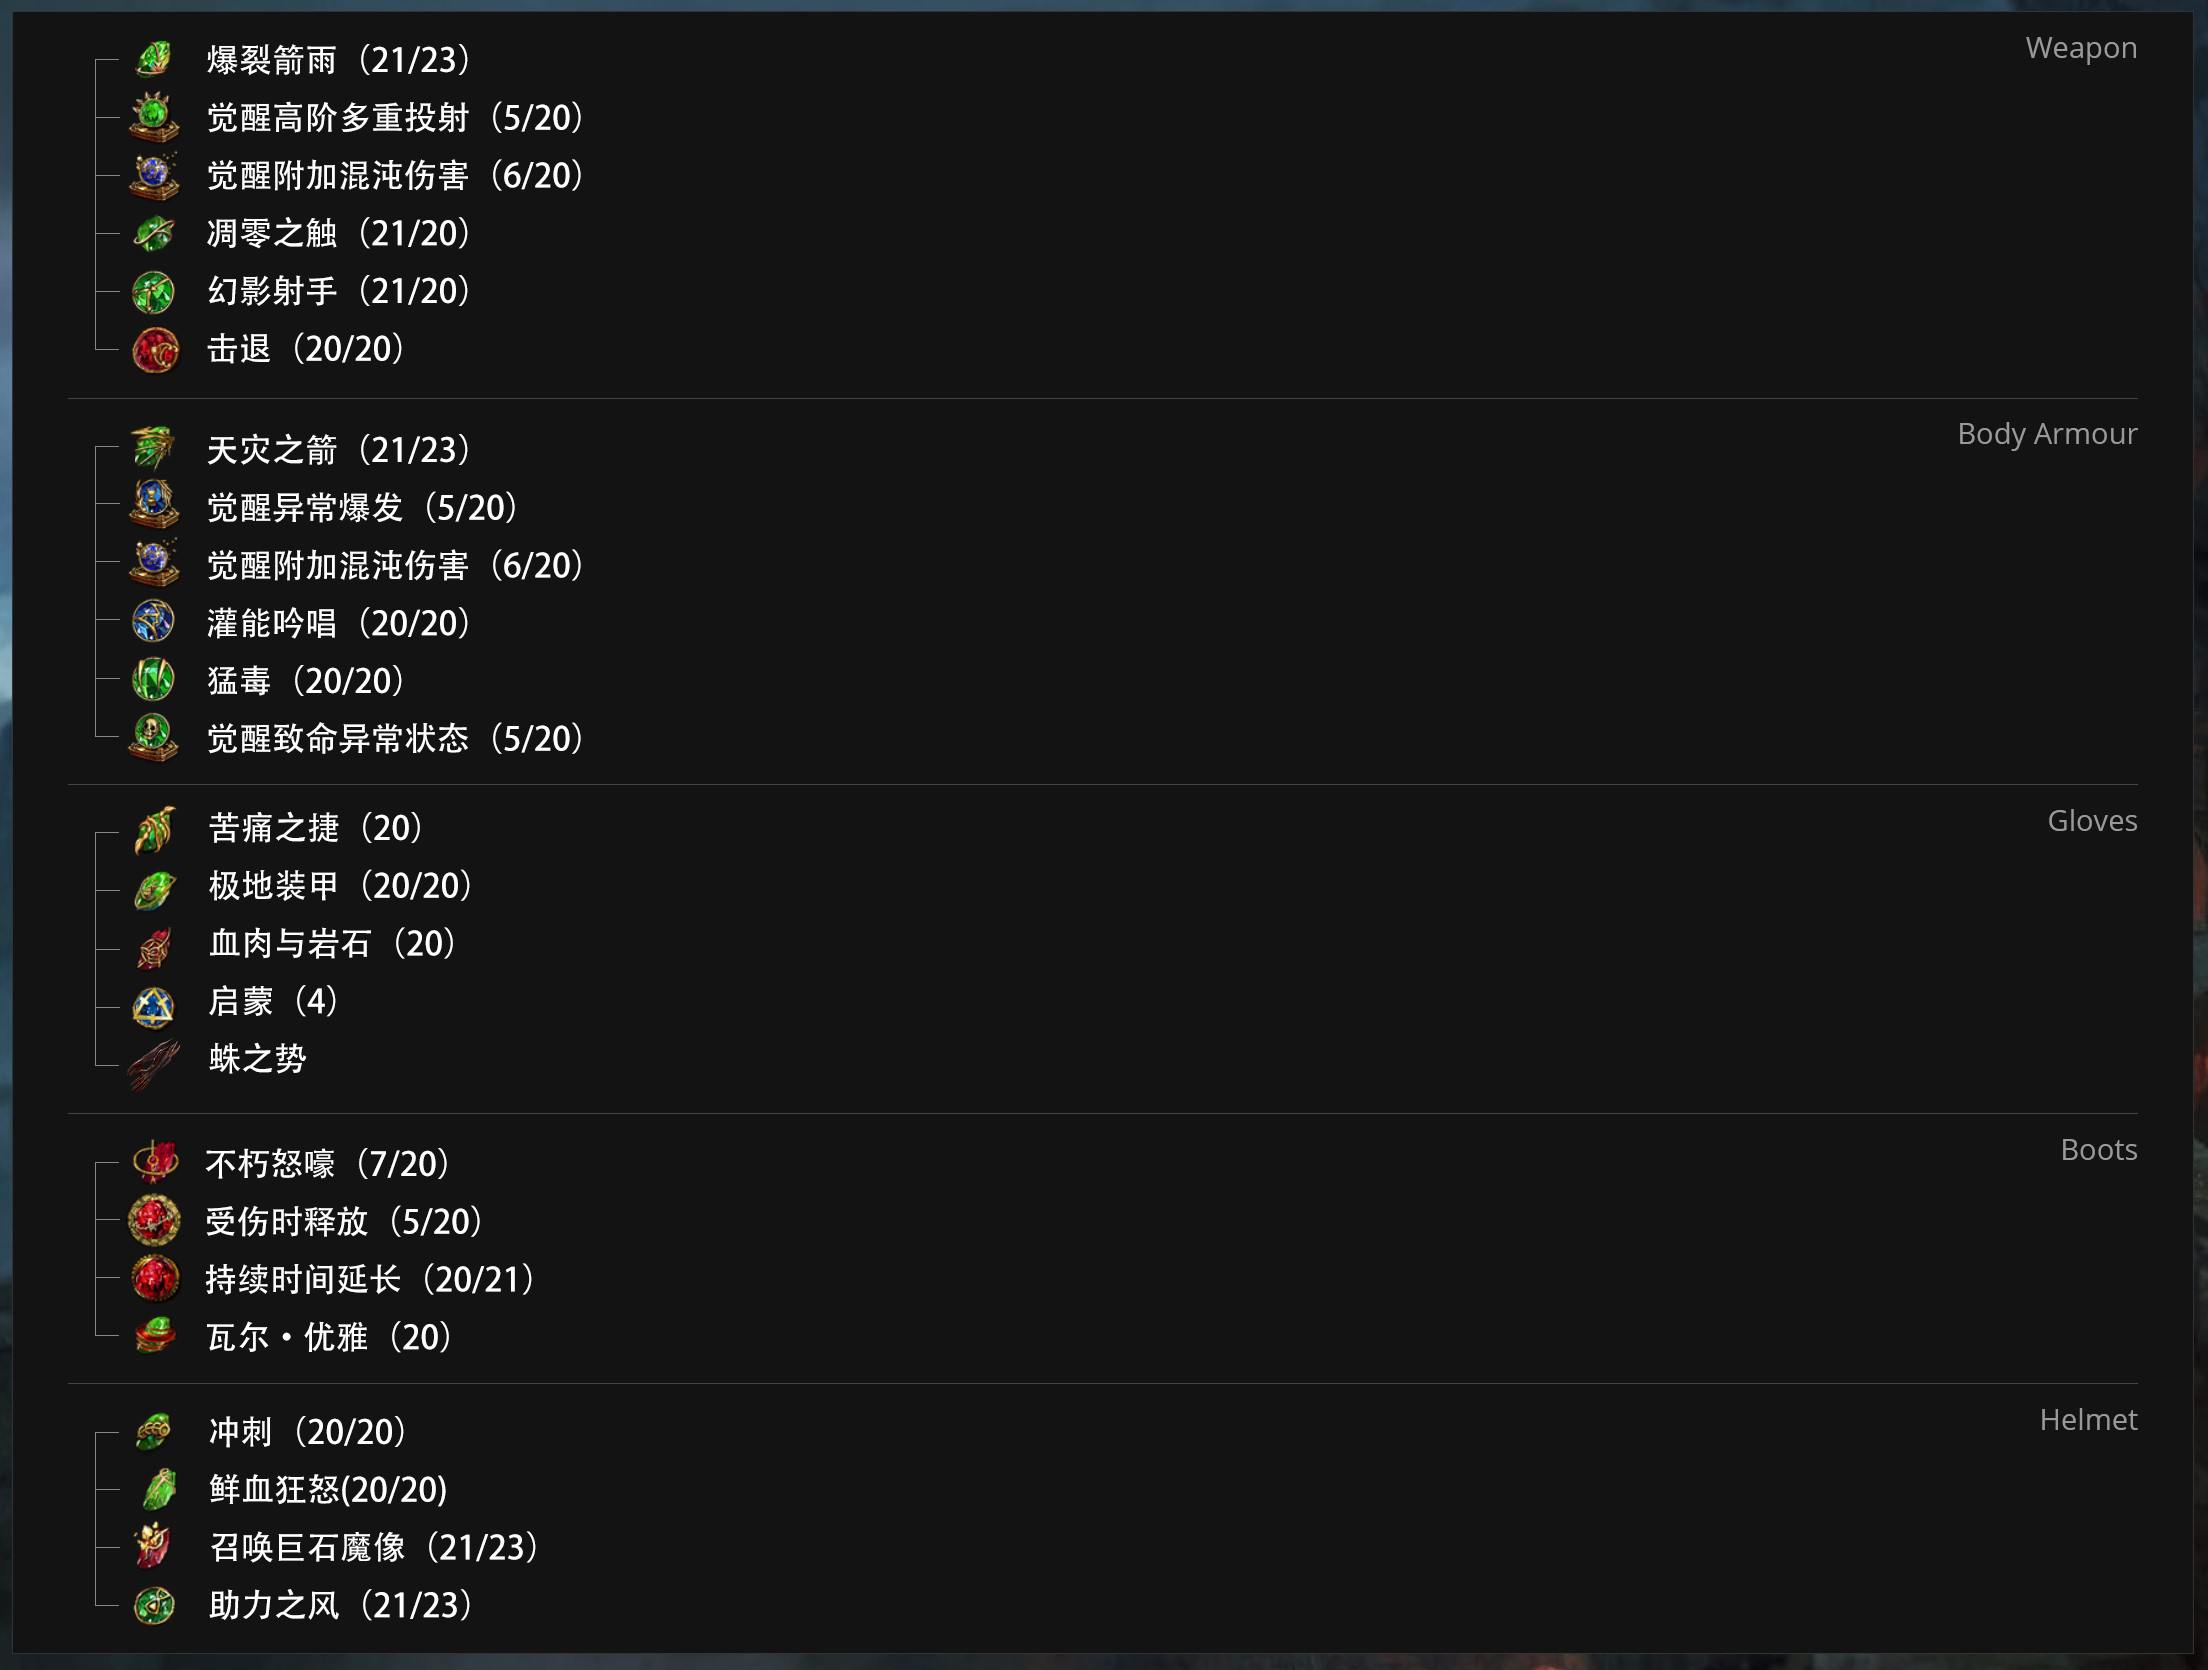 Weapon
爆裂箭雨（21/23）
觉醒高阶多重投射（5/20）
觉醒附加混沌伤害（6/20）
凋零之触（21/20）
幻影射手（21/20）
击退（20/20）
Body Armour
天灾之箭（21/23）
觉醒异常爆发（5/20）
觉醒附加混沌伤害（6/20）
灌能吟唱（20/20）
猛毒（20/20）
觉醒致命异常状态（5/20）
Gloves
苦痛之捷（20）
极地装甲（20/20）
血肉与岩石（20）
启蒙（4）
蛛之势
Boots
不朽怒嚎（7/20）
受伤时释放（5/20）
持续时间延长（20/21）
瓦尔·优雅（20）
Helmet
冲刺（20/20）
鲜血狂怒(20/20)
召唤巨石魔像（21/23）
助力之风（21/23）